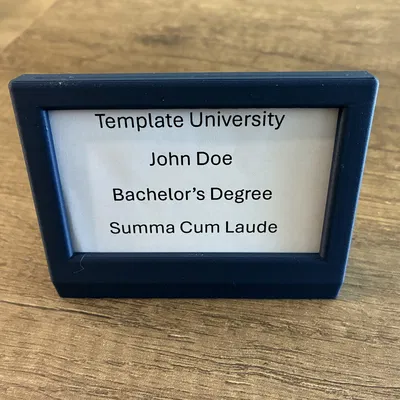 Template University
John Doe
Bachelor’s Degree
Summa Cum Laude